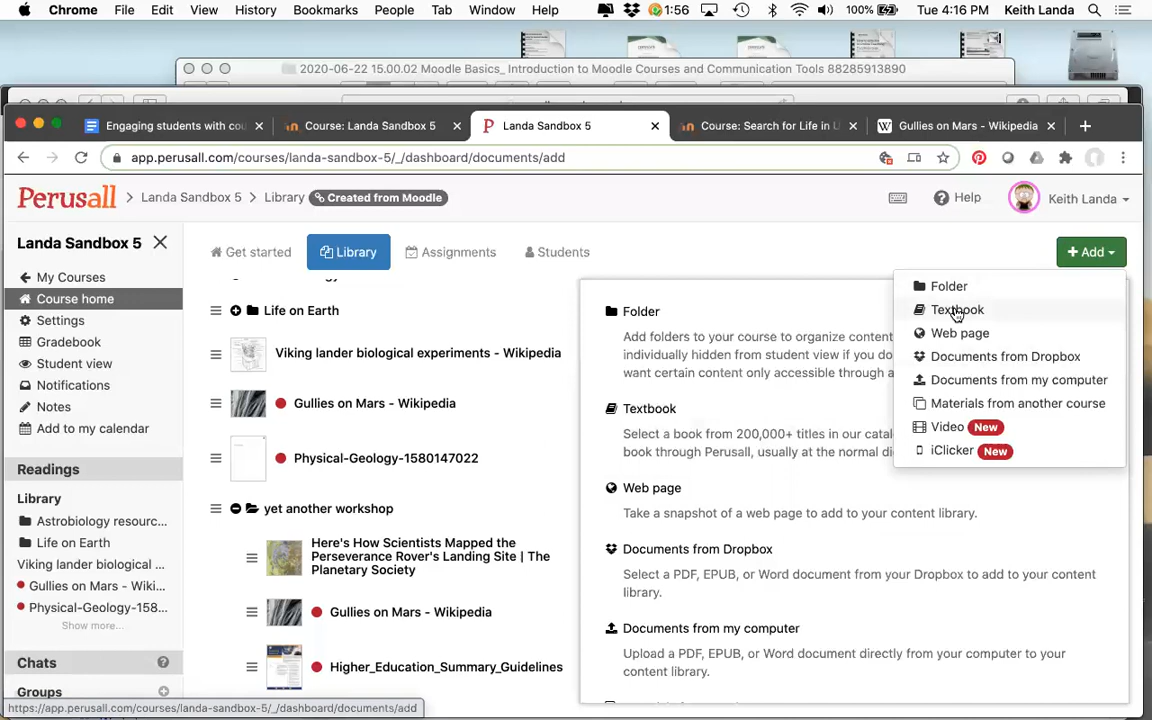 Chrome File Edit View History Bookmarks People Tab Window Help 1:56 100% Tue 4:16 PM Keith Landa
2020-06-22 15.00.02 Moodle Basics_ Introduction to Moodle Courses and Communication Tools 88285913890
Engaging students with cou
Course: Landa Sandbox 5
Landa Sandbox 5
Course: Search for Life in U
Gullies on Mars - Wikipedia
app.perusall.com/courses/landa-sandbox-5/_/dashboard/documents/add
Perusall
Landa Sandbox 5
Library
Created from Moodle
Help
Keith Landa
Landa Sandbox 5
My Courses
Course home
Settings
Gradebook
Student view
Notifications
Notes
Add to my calendar
Readings
Library
Astrobiology resourc...
Life on Earth
Viking lander biological ...
Gullies on Mars - Wiki...
Physical-Geology-158...
Show more...
Chats
Groups
Get started
Library
Assignments
Students
+ Add
Life on Earth
Viking lander biological experiments - Wikipedia
Gullies on Mars - Wikipedia
Physical-Geology-1580147022
yet another workshop
Here's How Scientists Mapped the
Perseverance Rover's Landing Site | The
Planetary Society
Gullies on Mars - Wikipedia
Higher_Education_Summary_Guidelines
Folder
Add folders to your course to organize content
individually hidden from student view if you do
want certain content only accessible through a
Textbook
Select a book from 200,000+ titles in our cata
book through Perusall, usually at the normal di
Web page
Take a snapshot of a web page to add to your content library.
Documents from Dropbox
Select a PDF, EPUB, or Word document from your Dropbox to add to your content
library.
Documents from my computer
Upload a PDF, EPUB, or Word document directly from your computer to your
content library.
Folder
Textbook
Web page
Documents from Dropbox
Documents from my computer
Materials from another course
Video New
iClicker New
https://app.perusall.com/courses/landa-sandbox-5/_/dashboard/documents/add